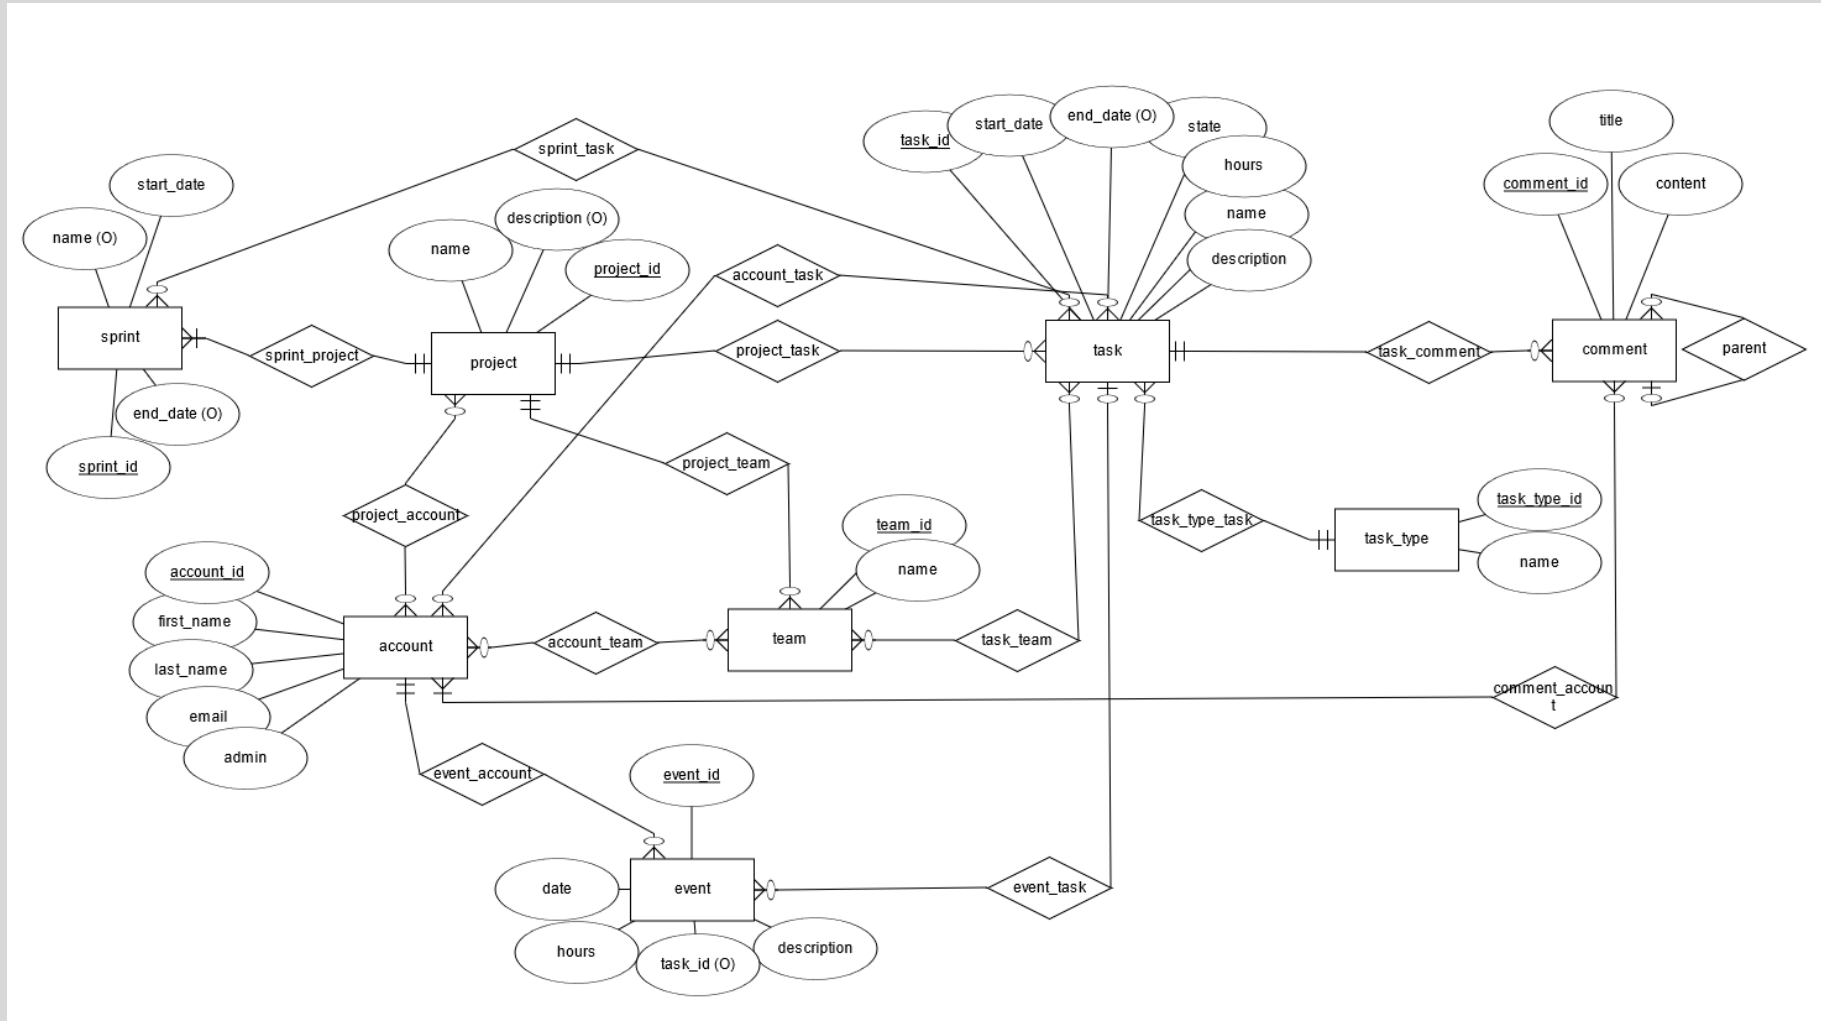 title
end_date (O)
start_date
state
task_id
sprint_task
hours
start_date
comment_id
content
name
description (O)
name (O)
name
description
project_id
account_task
sprint
project_task
task
comment
parent
sprint_project
project
task_comment
end_date (O)
sprint_id
project_team
task_type_id
project_account
team_id
task_type_task
task_type
name
name
account_id
first_name
account
account_team
team
task_team
last_name
comment_accoun
t
email
admin
event_account
event_id
date
event
event_task
hours
task_id (O)
description